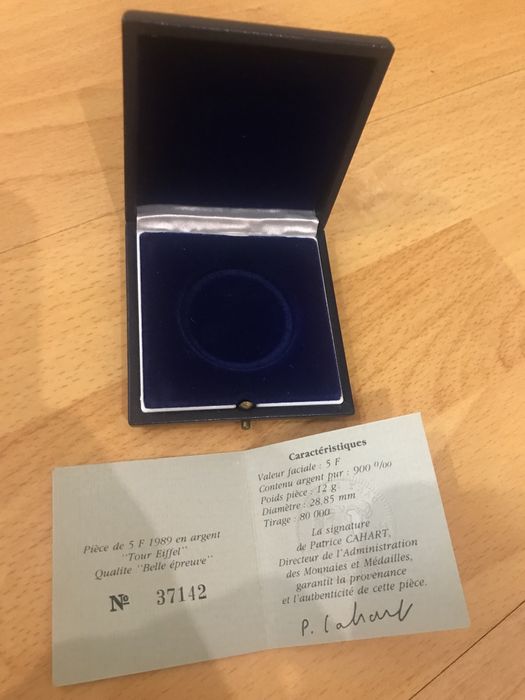 Pièce de 5 F 1989 en argent
"Tour Eiffel"
Qualite "Belle épreuve"
No 37142
Caractéristiques
Valeur faciale : 5 F
Contenu argent pur : 900 0/00
Poids pièce : 12 g
Diamètre : 28,85 mm
Tirage : 80 000
La signature
de Patrice CAHART,
Directeur de l'Administration
des Monnaies et Médailles,
garantit la provenance
et l'authenticité de cette pièce.
P. Cahart